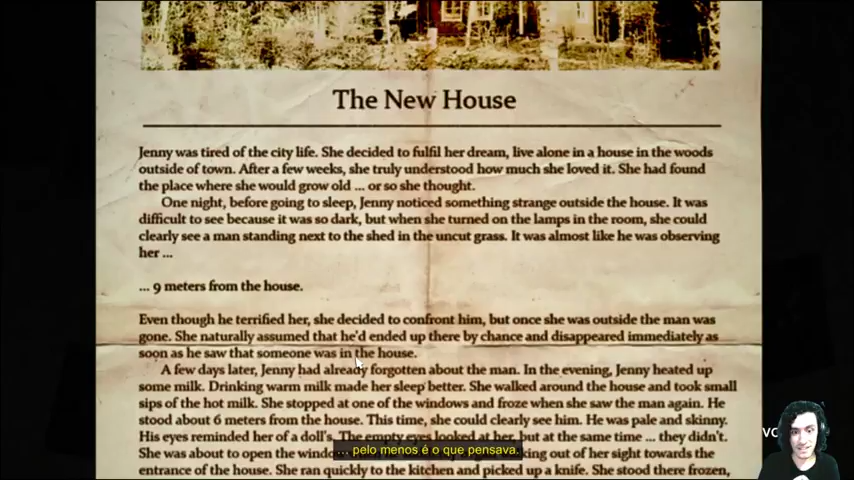 The New House
Jenny was tired of the city life. She decided to fulfil her dream, live alone in a house in the woods
outside of town. After a few weeks, she truly understood how much she loved it. She had found
the place where she would grow old ... or so she thought.
One night, before going to sleep, Jenny noticed something strange outside the house. It was
difficult to see because it was so dark, but when she turned on the lamps in the room, she could
clearly see a man standing next to the shed in the uncut grass. It was almost like he was observing
her ...
... 9 meters from the house.
Even though he terrified her, she decided to confront him, but once she was outside the man was
gone. She naturally assumed that he'd ended up there by chance and disappeared immediately as
soon as he saw that someone was in the house.
A few days later, Jenny had already forgotten about the man. In the evening, Jenny heated up
some milk. Drinking warm milk made her sleep better. She walked around the house and took small
sips of the hot milk. She stopped at one of the windows and froze when she saw the man again. He
stood about 6 meters from the house. This time, she could clearly see him. He was pale and skinny.
His eyes reminded her of a doll's. The empty eyes looked at her, but at the same time ... they didn't.
She was about to open the windo king out of her sight towards the
entrance of the house. She ran quickly to the kitchen and picked up a knife. She stood there frozen,
... pelo menos é o que pensava.